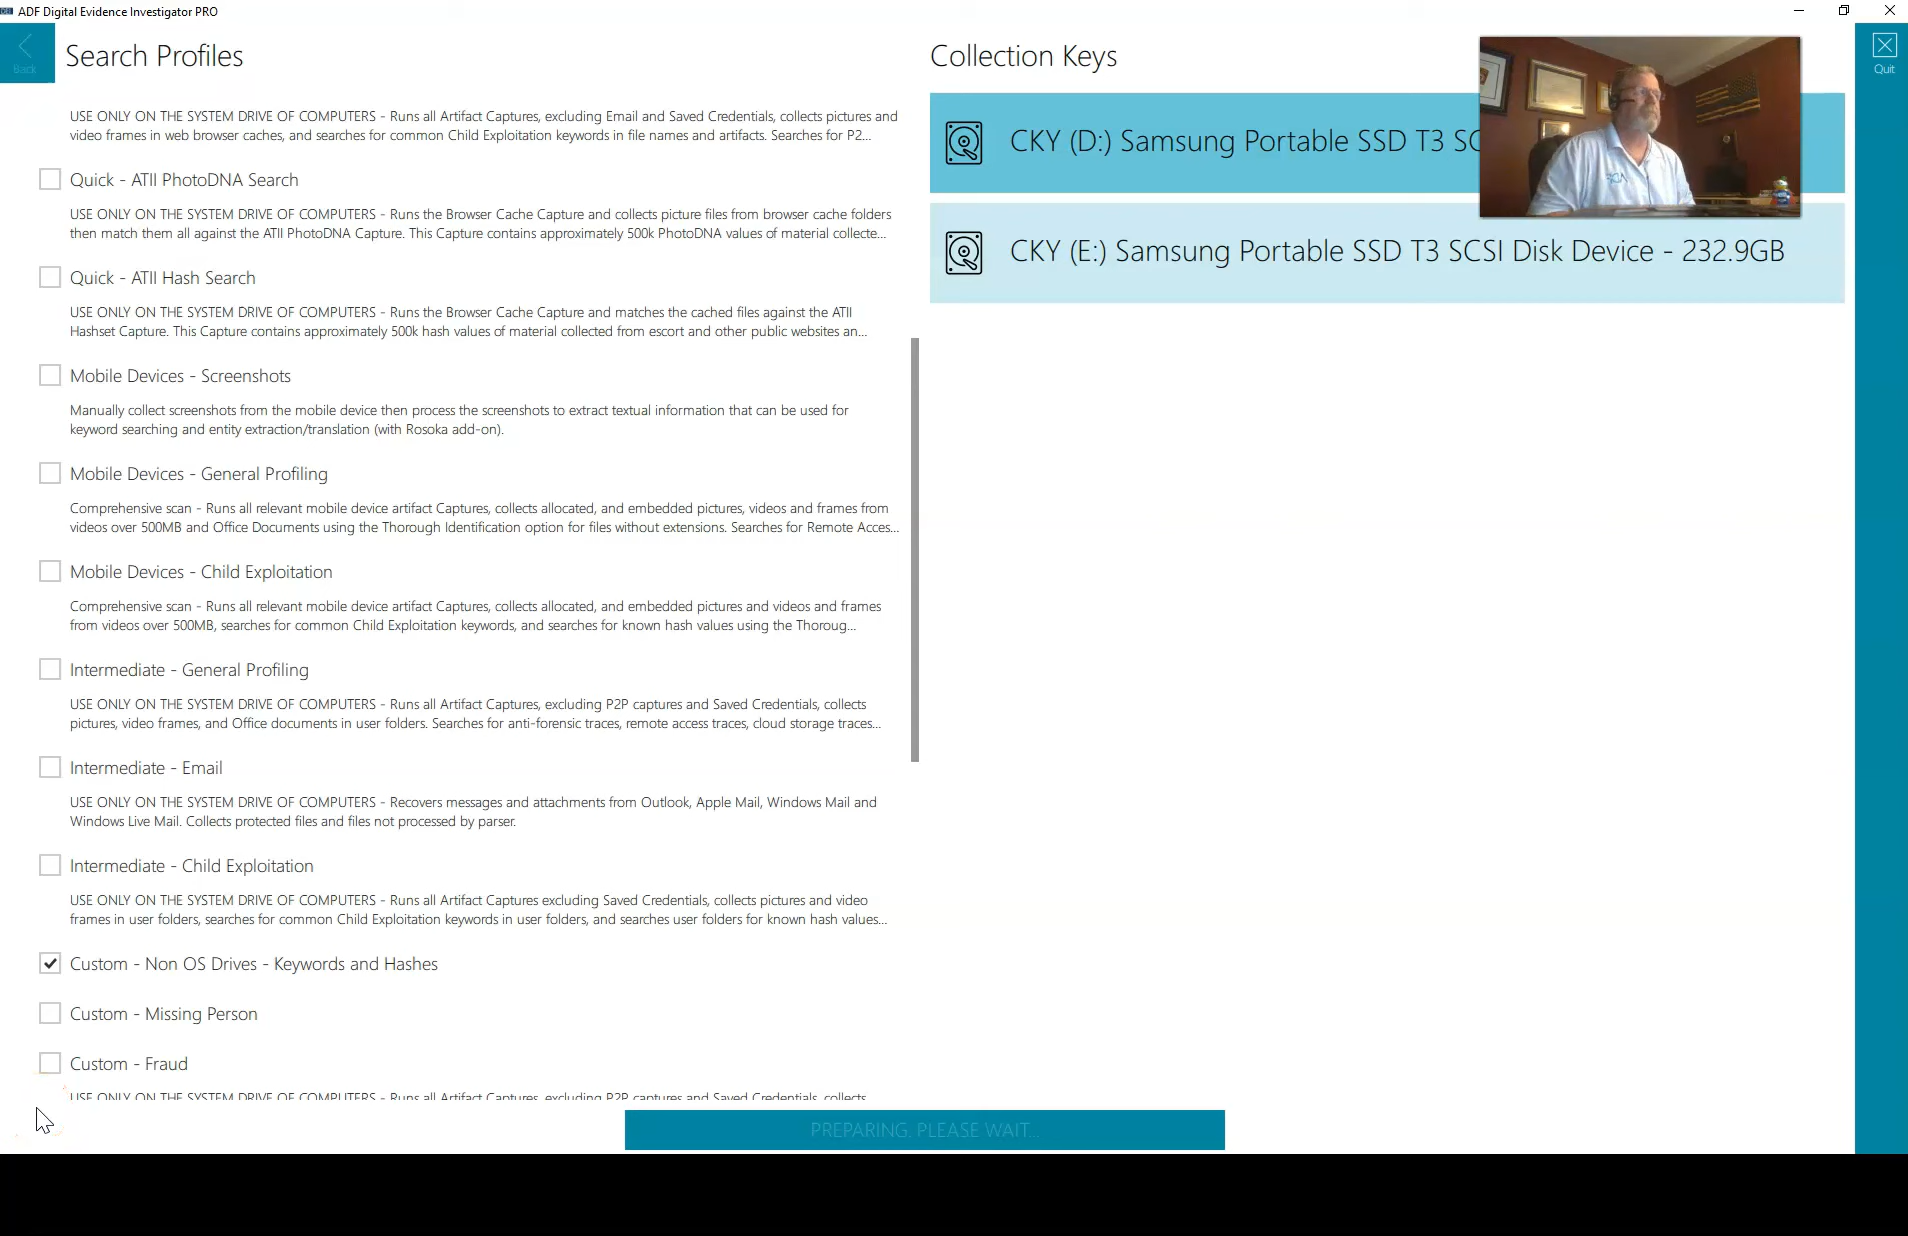 ADF Digital Evidence Investigator PRO
Back
Search Profiles
USE ONLY ON THE SYSTEM DRIVE OF COMPUTERS - Runs all Artifact Captures, excluding Email and Saved Credentials, collects pictures and
video frames in web browser caches, and searches for common Child Exploitation keywords in file names and artifacts. Searches for P2...
Quick - ATII PhotoDNA Search
USE ONLY ON THE SYSTEM DRIVE OF COMPUTERS - Runs the Browser Cache Capture and collects picture files from browser cache folders
then match them all against the ATII PhotoDNA Capture. This Capture contains approximately 500k PhotoDNA values of material collecte...
Quick - ATII Hash Search
USE ONLY ON THE SYSTEM DRIVE OF COMPUTERS - Runs the Browser Cache Capture and matches the cached files against the ATII
Hashset Capture. This Capture contains approximately 500k hash values of material collected from escort and other public websites an...
Mobile Devices - Screenshots
Manually collect screenshots from the mobile device then process the screenshots to extract textual information that can be used for
keyword searching and entity extraction/translation (with Rosoka add-on).
Mobile Devices - General Profiling
Comprehensive scan - Runs all relevant mobile device artifact Captures, collects allocated, and embedded pictures, videos and frames from
videos over 500MB and Office Documents using the Thorough Identification option for files without extensions. Searches for Remote Acces...
Mobile Devices - Child Exploitation
Comprehensive scan - Runs all relevant mobile device artifact Captures, collects allocated, and embedded pictures and videos and frames
from videos over 500MB, searches for common Child Exploitation keywords, and searches for known hash values using the Thoroug...
Intermediate - General Profiling
USE ONLY ON THE SYSTEM DRIVE OF COMPUTERS - Runs all Artifact Captures, excluding P2P captures and Saved Credentials, collects
pictures, video frames, and Office documents in user folders. Searches for anti-forensic traces, remote access traces, cloud storage traces...
Intermediate - Email
USE ONLY ON THE SYSTEM DRIVE OF COMPUTERS - Recovers messages and attachments from Outlook, Apple Mail, Windows Mail and
Windows Live Mail. Collects protected files and files not processed by parser.
Intermediate - Child Exploitation
USE ONLY ON THE SYSTEM DRIVE OF COMPUTERS - Runs all Artifact Captures excluding Saved Credentials, collects pictures and video
frames in user folders, searches for common Child Exploitation keywords in user folders, and searches user folders for known hash values...
Custom - Non OS Drives - Keywords and Hashes
Custom - Missing Person
Custom - Fraud
USE ONLY ON THE SYSTEM DRIVE OF COMPUTERS - Runs all Artifact Captures, excluding P2P captures and Saved Credentials, collects
Collection Keys
CKY (D:) Samsung Portable SSD T3 SC
CKY (E:) Samsung Portable SSD T3 SCSI Disk Device - 232.9GB
Quit
PREPARING, PLEASE WAIT...